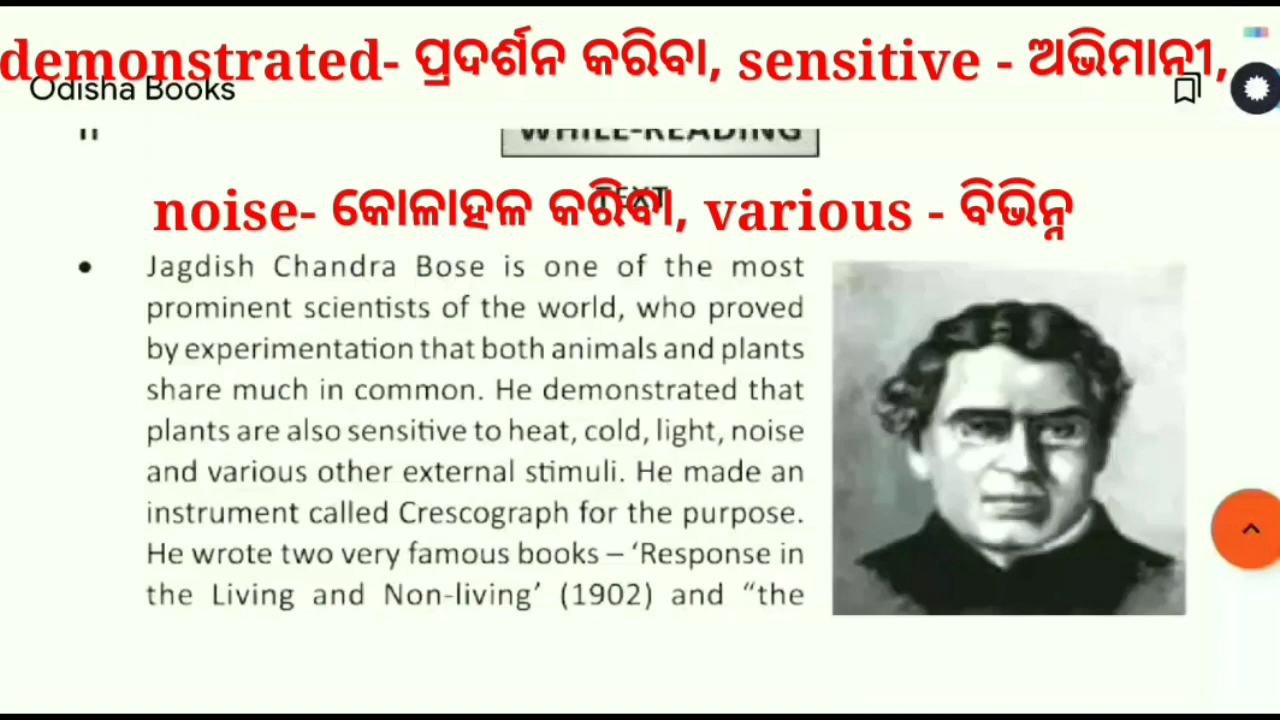 demonstrated- ପ୍ରଦର୍ଶନ କରିବା, sensitive - ଅଭିମାନୀ,
Odisha Books
II
WHILE-READING
TEXT
noise- କୋଳାହଳ କରିବା, various - ବିଭିନ୍ନ
• Jagdish Chandra Bose is one of the most
prominent scientists of the world, who proved
by experimentation that both animals and plants
share much in common. He demonstrated that
plants are also sensitive to heat, cold, light, noise
and various other external stimuli. He made an
instrument called Crescograph for the purpose.
He wrote two very famous books – ‘Response in
the Living and Non-living’ (1902) and “the